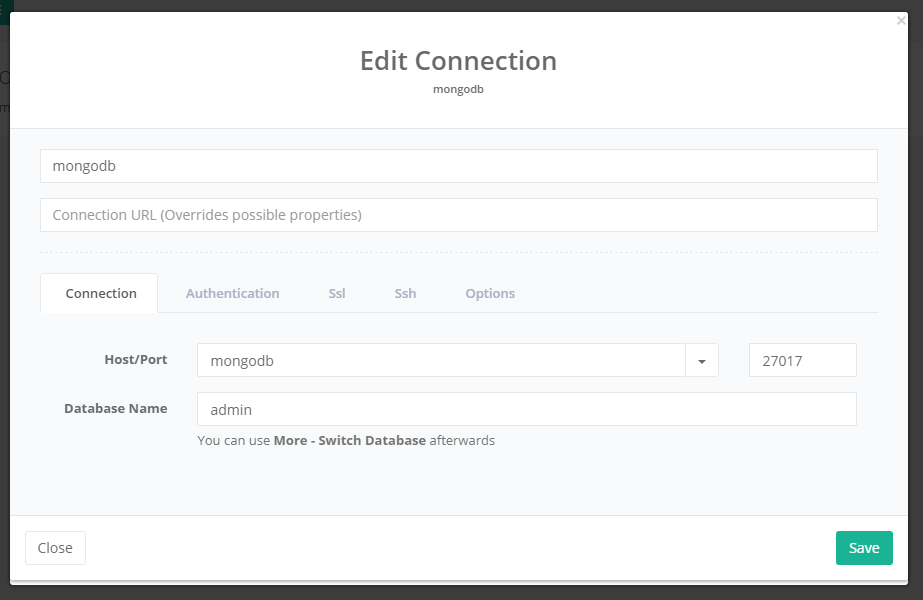 ×
Edit Connection
mongodb
mongodb
Connection URL (Overrides possible properties)
Connection Authentication Ssl Ssh Options
Host/Port mongodb 27017
Database Name admin
You can use More - Switch Database afterwards
Close Save